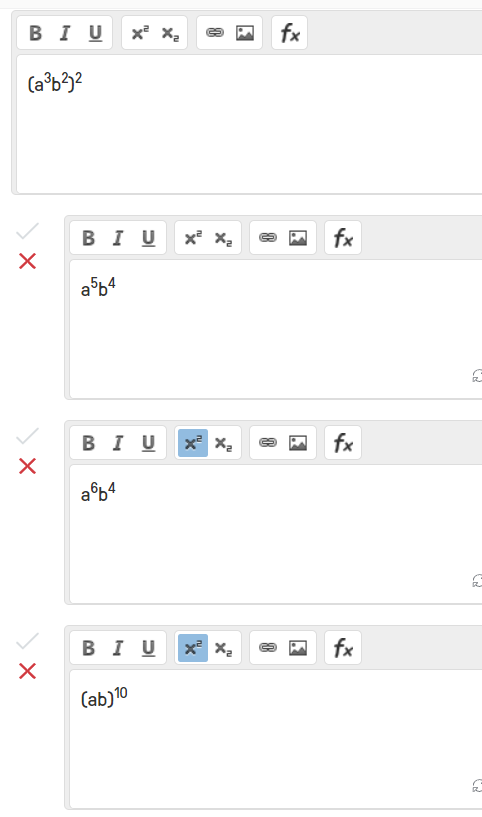 B I U x² x₂ fx
(a³b²)²
B I U x² x₂ fx
a⁵b⁴
B I U x² x₂ fx
a⁶b⁴
B I U x² x₂ fx
(ab)¹⁰